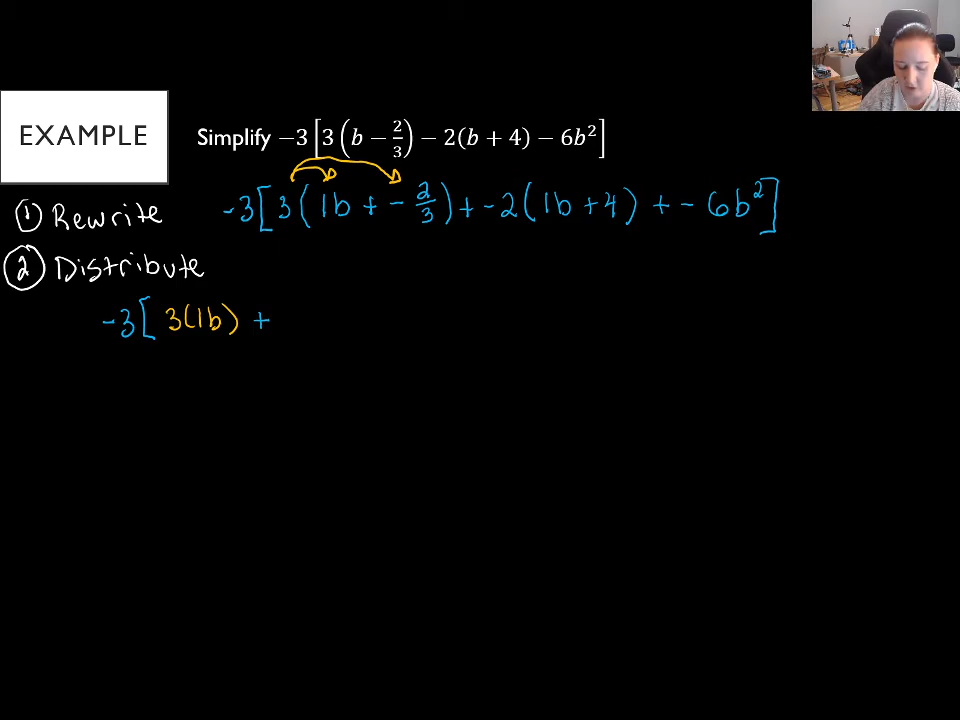 EXAMPLE
Simplify −3[3(b − 2/3) − 2(b + 4) − 6b²]
-3[3(1b + -2/3) + -2(1b + 4) + -6b²]
① Rewrite
② Distribute
-3[ 3(1b) +